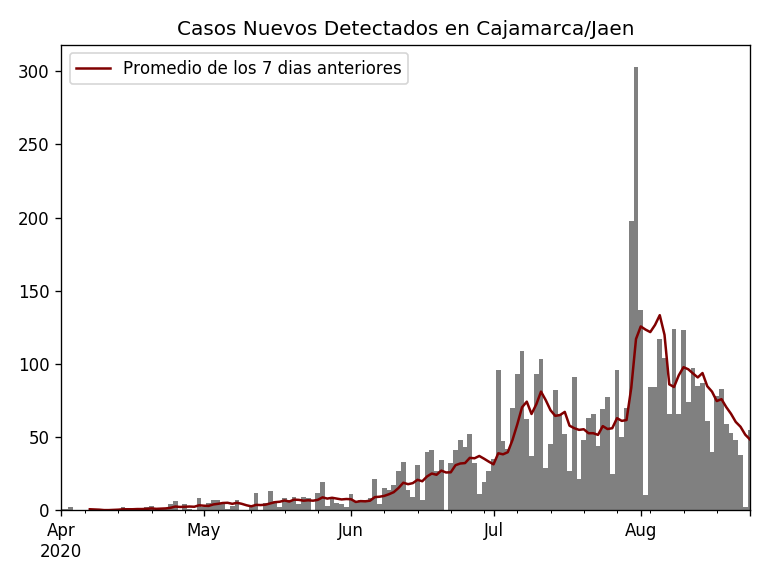 Casos Nuevos Detectados en Cajamarca/Jaen
Promedio de los 7 dias anteriores
300
250
200
150
100
50
0
Apr May Jun Jul Aug
2020